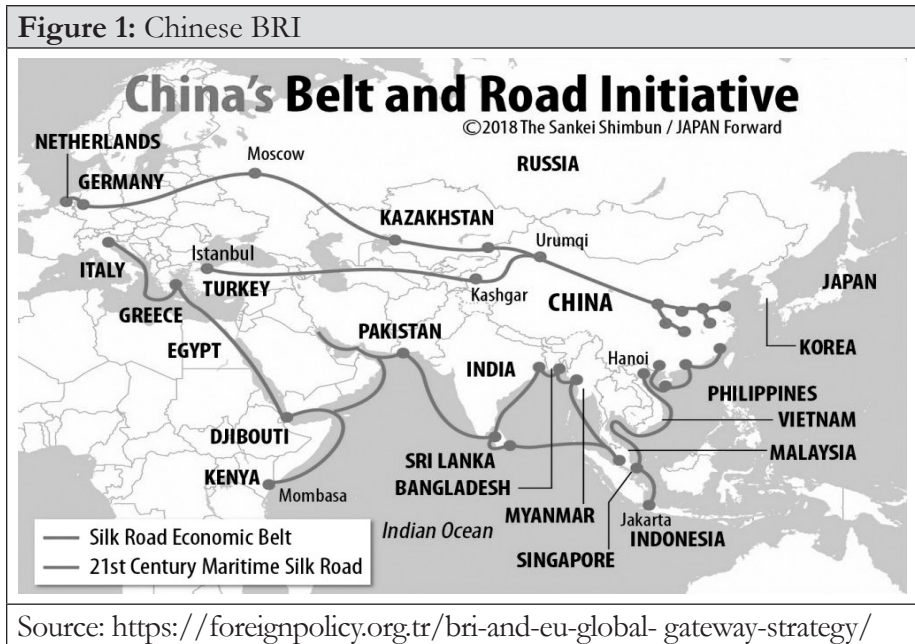 Figure 1: Chinese BRI
China's Belt and Road Initiative
©2018 The Sankei Shimbun / JAPAN Forward
NETHERLANDS
GERMANY
Moscow
RUSSIA
KAZAKHSTAN
Urumqi
Istanbul
ITALY
TURKEY
Kashgar
CHINA
JAPAN
GREECE
EGYPT
PAKISTAN
INDIA
Hanoi
KOREA
PHILIPPINES
VIETNAM
DJIBOUTI
SRI LANKA
MALAYSIA
KENYA
Mombasa
BANGLADESH
MYANMAR
Jakarta
INDONESIA
Indian Ocean
SINGAPORE
Silk Road Economic Belt
21st Century Maritime Silk Road
Source: https://foreignpolicy.org.tr/bri-and-eu-global- gateway-strategy/